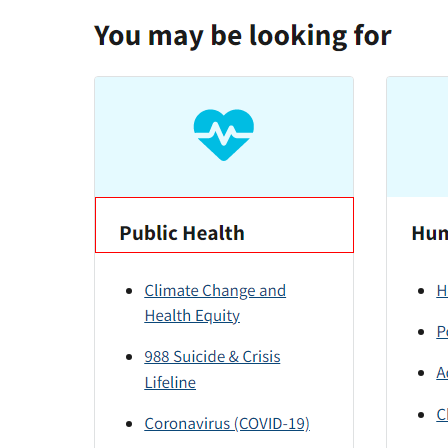 You may be looking for
Public Health
Climate Change and
Health Equity
988 Suicide & Crisis
Lifeline
Coronavirus (COVID-19)